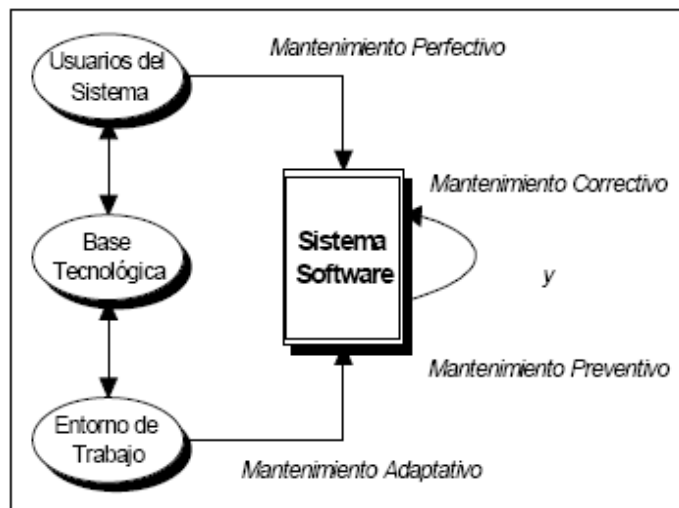 Usuarios del
Sistema
Mantenimiento Perfectivo
Mantenimiento Correctivo
Base
Tecnológica
Sistema
Software
y
Mantenimiento Preventivo
Entorno de
Trabajo
Mantenimiento Adaptativo